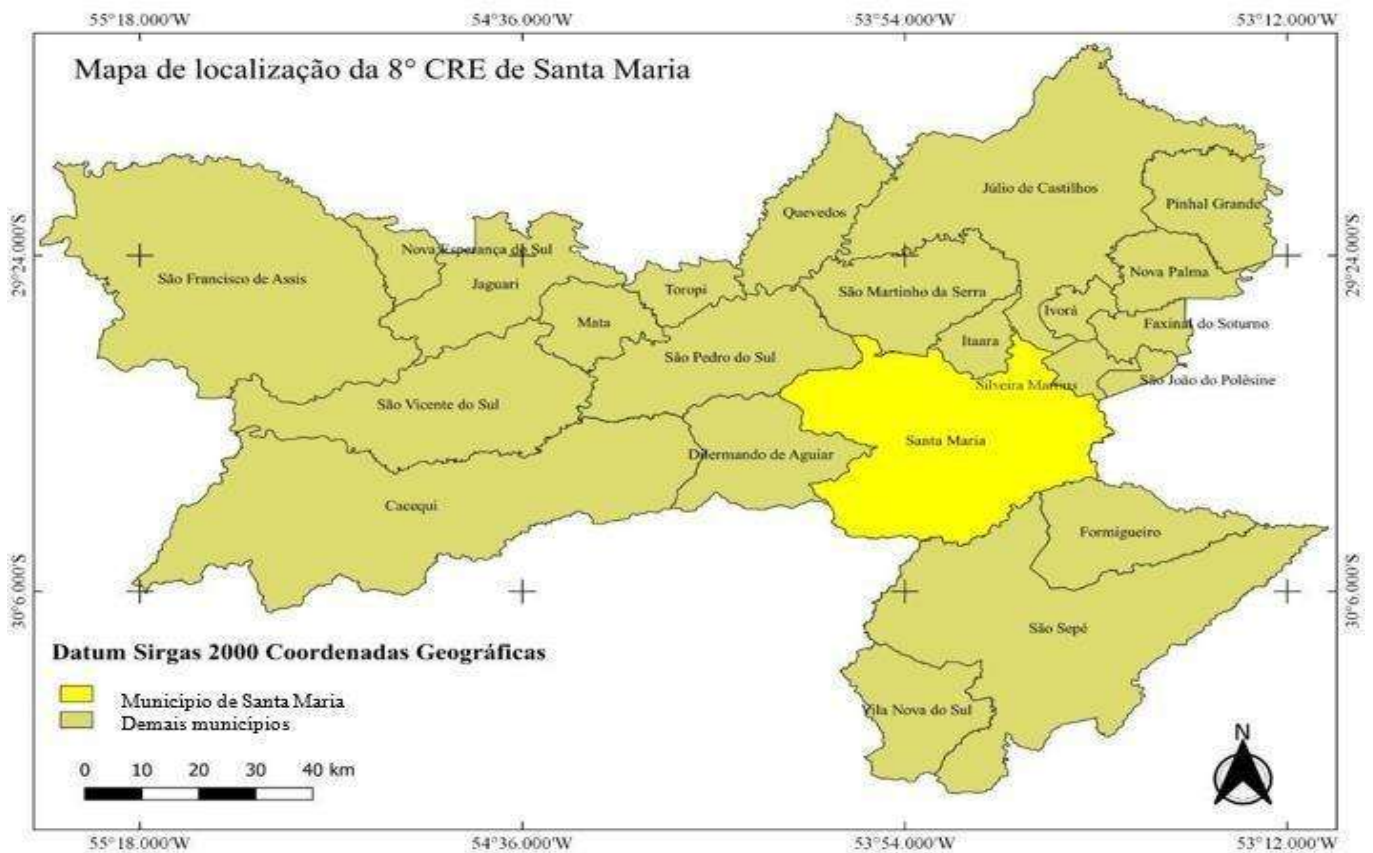 55°18.000'W 54°36.000'W 53°54.000'W 53°12.000'W
Mapa de localização da 8° CRE de Santa Maria
29°24.000'S
29°24.000'S
Júlio de Castilhos
Pinhal Grande
Quevedos
Nova Esperança do Sul
São Francisco de Assis
Jaguari
Toropi
São Martinho da Serra
Nova Palma
Ivorá
Mata
Faxinal do Soturno
Itaara
São Pedro do Sul
Silveira Martins
São João do Polêsine
São Vicente do Sul
Santa Maria
Dilermando de Aguiar
Cacequi
Formigueiro
30°6.000'S
30°6.000'S
São Sepé
Vila Nova do Sul
Datum Sirgas 2000 Coordenadas Geográficas
Município de Santa Maria
Demais municípios
0 10 20 30 40 km
N
55°18.000'W 54°36.000'W 53°54.000'W 53°12.000'W